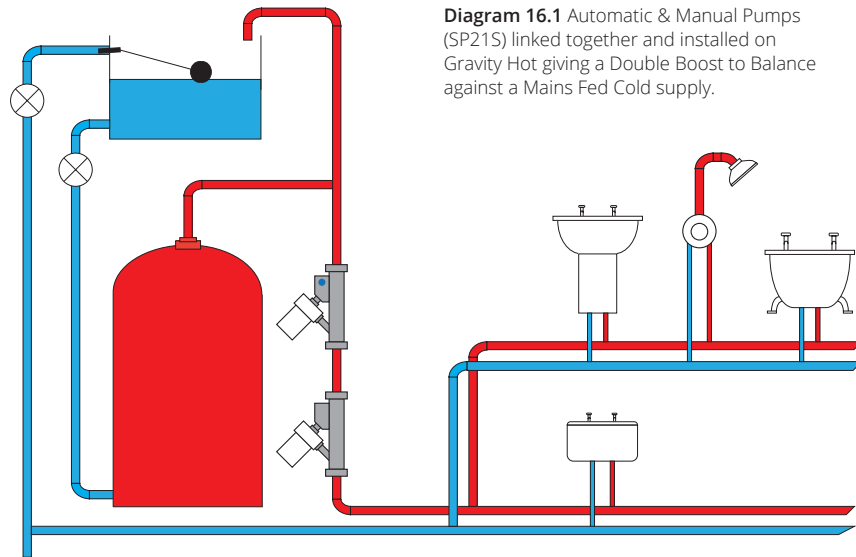 Diagram 16.1 Automatic & Manual Pumps
(SP21S) linked together and installed on
Gravity Hot giving a Double Boost to Balance
against a Mains Fed Cold supply.